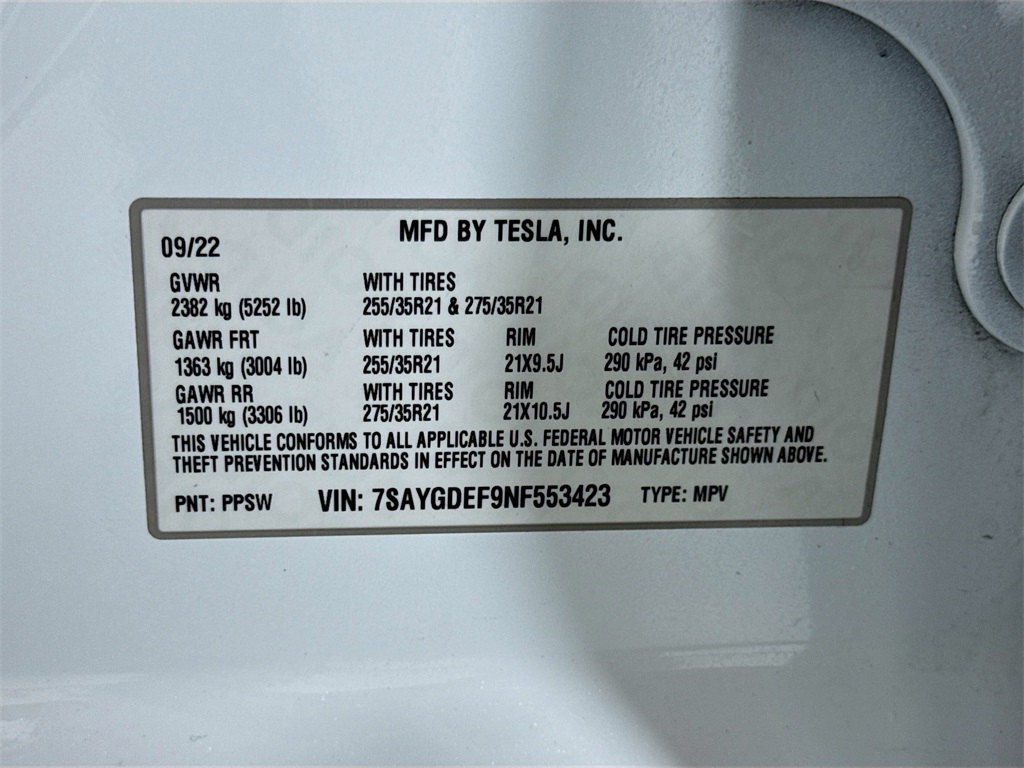 MFD BY TESLA, INC.
09/22
GVWR WITH TIRES
2382 kg (5252 lb) 255/35R21 & 275/35R21
GAWR FRT WITH TIRES RIM COLD TIRE PRESSURE
1363 kg (3004 lb) 255/35R21 21X9.5J 290 kPa, 42 psi
GAWR RR WITH TIRES RIM COLD TIRE PRESSURE
1500 kg (3306 lb) 275/35R21 21X10.5J 290 kPa, 42 psi
THIS VEHICLE CONFORMS TO ALL APPLICABLE U.S. FEDERAL MOTOR VEHICLE SAFETY AND
THEFT PREVENTION STANDARDS IN EFFECT ON THE DATE OF MANUFACTURE SHOWN ABOVE.
PNT: PPSW VIN: 7SAYGDEF9NF553423 TYPE: MPV